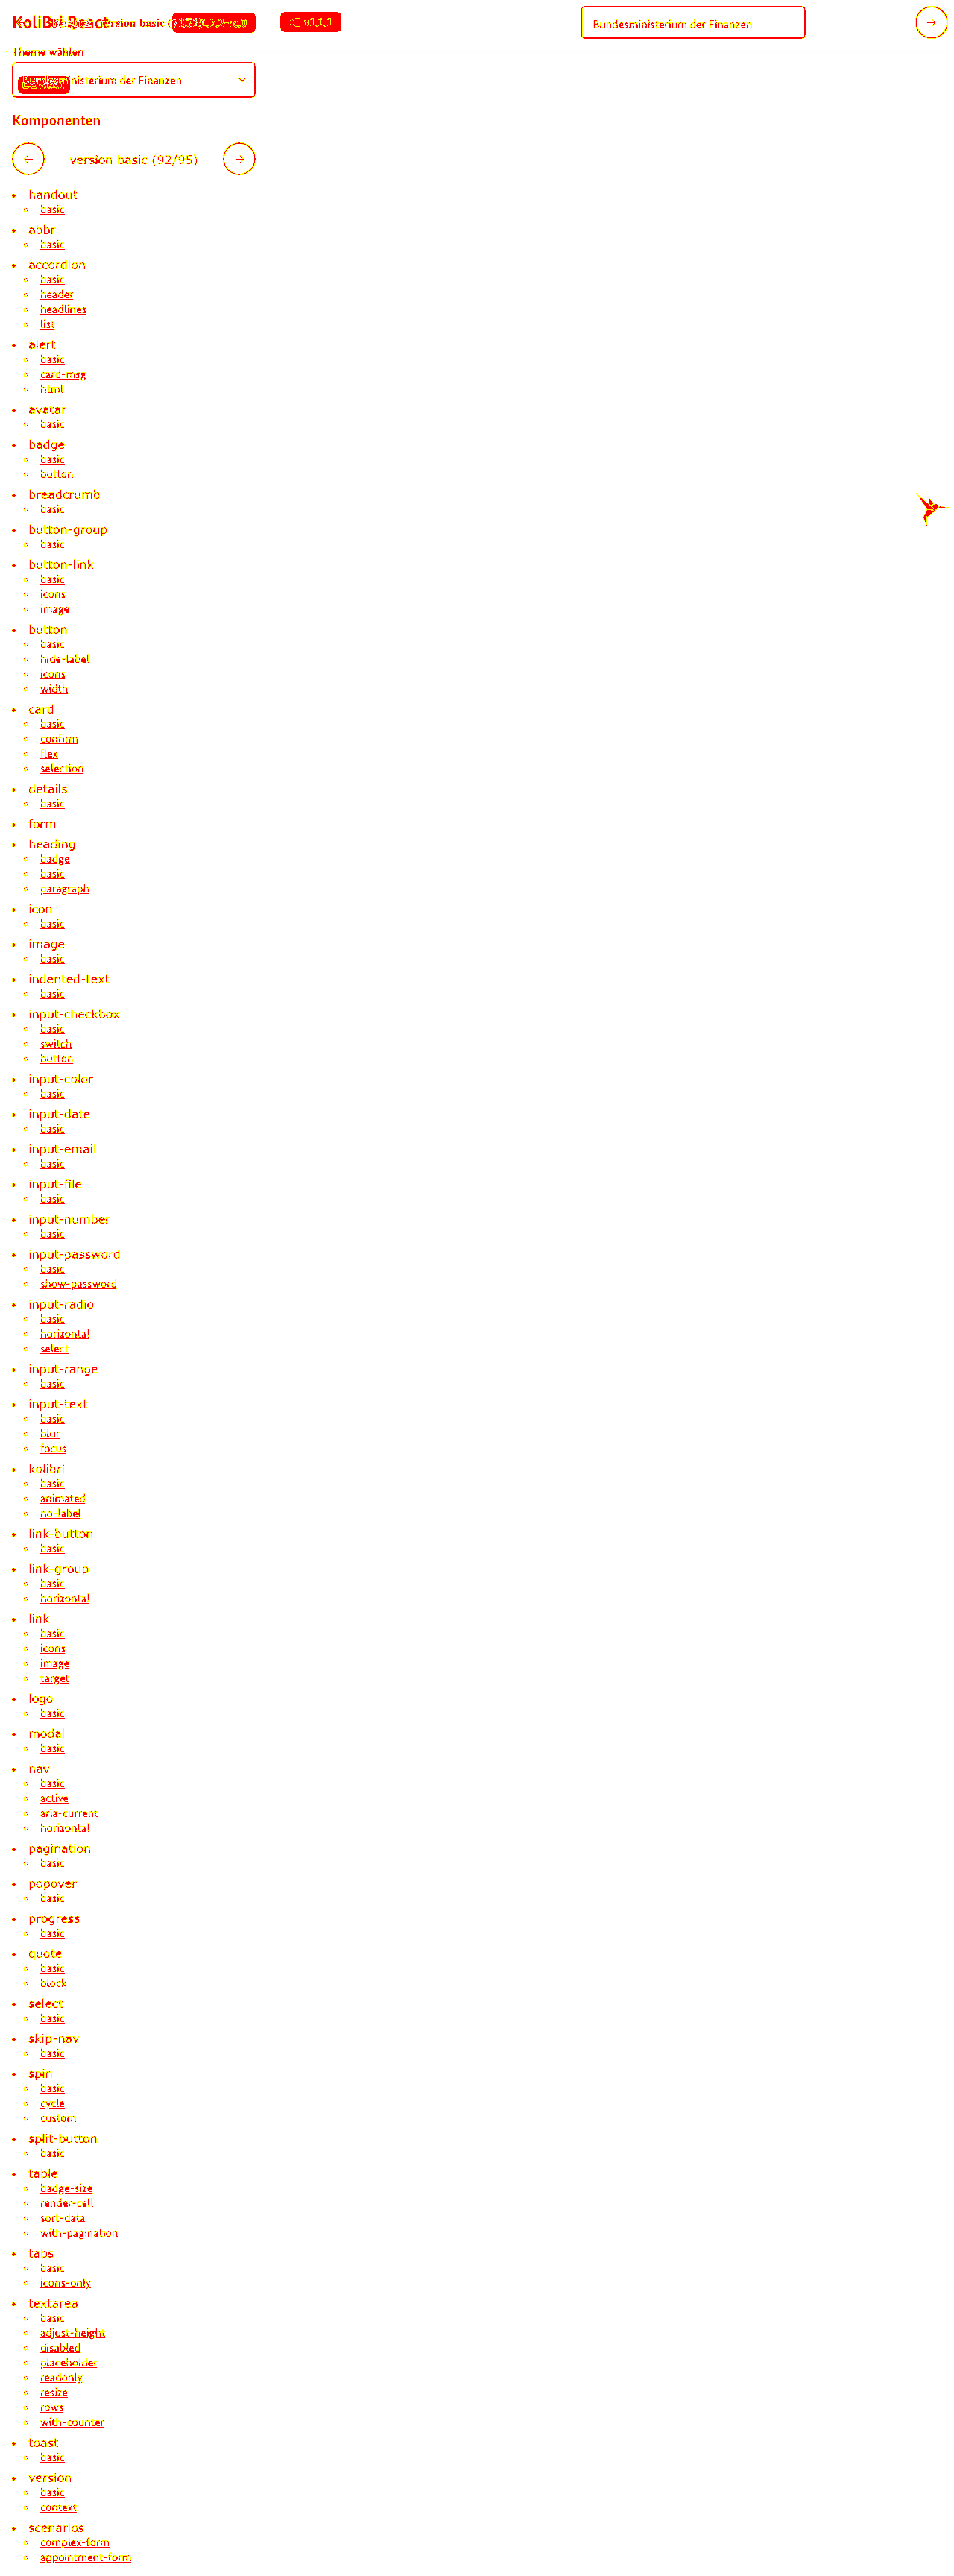 KoliBri React
version basic
v1.1.1
Bundesministerium der Finanzen
→
Theme wählen
Bundesministerium der Finanzen
Komponenten
← version basic (92/95) →
handout
basic
abbr
basic
accordion
basic
header
headlines
list
alert
basic
card-msg
html
avatar
basic
badge
basic
button
breadcrumb
basic
button-group
basic
button-link
basic
icons
image
button
basic
hide-label
icons
width
card
basic
confirm
flex
selection
details
basic
form
heading
badge
basic
paragraph
icon
basic
image
basic
indented-text
basic
input-checkbox
basic
switch
button
input-color
basic
input-date
basic
input-email
basic
input-file
basic
input-number
basic
input-password
basic
show-password
input-radio
basic
horizontal
select
input-range
basic
input-text
basic
blur
focus
kolibri
basic
animated
no-label
link-button
basic
link-group
basic
horizontal
link
basic
icons
image
target
logo
basic
modal
basic
nav
basic
active
aria-current
horizontal
pagination
basic
popover
basic
progress
basic
quote
basic
block
select
basic
skip-nav
basic
spin
basic
cycle
custom
split-button
basic
table
badge-size
render-cell
sort-data
with-pagination
tabs
basic
icons-only
textarea
basic
adjust-height
disabled
placeholder
readonly
resize
rows
with-counter
toast
basic
version
basic
context
scenarios
complex-form
appointment-form